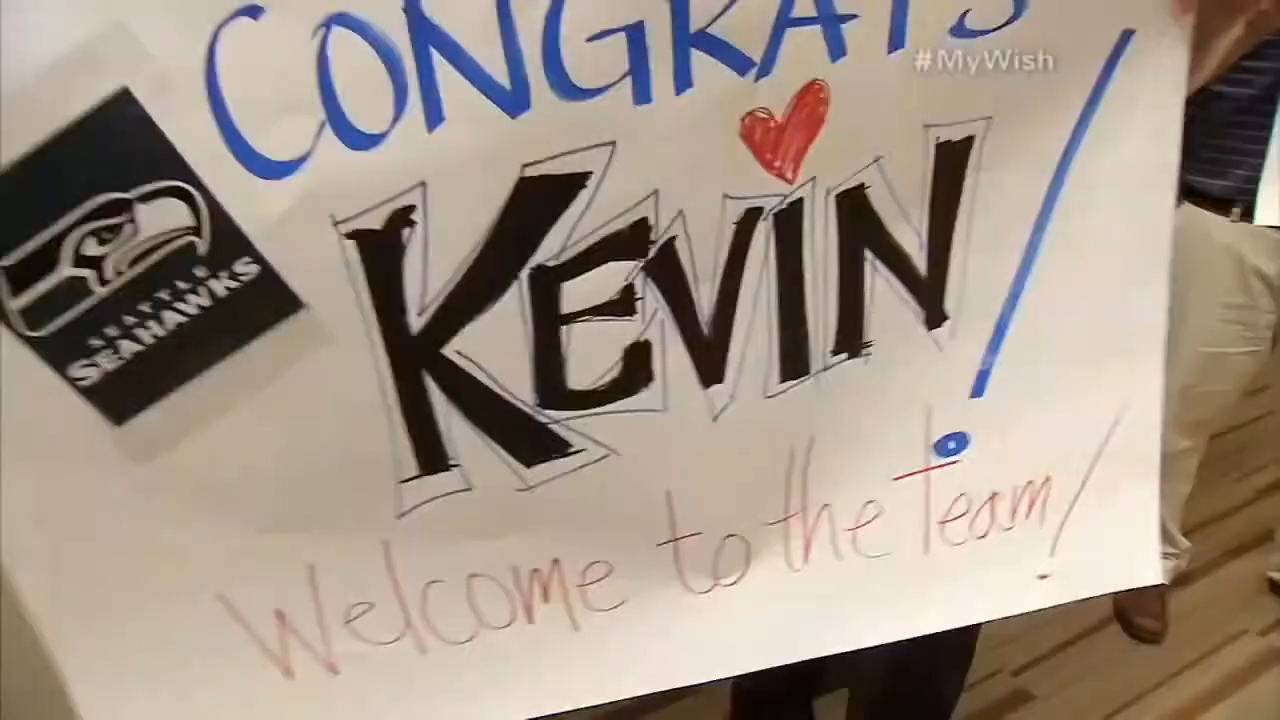 CONGRATS
#MyWish
KEVIN!
SEATTLE
SEAHAWKS
Welcome to the Team!